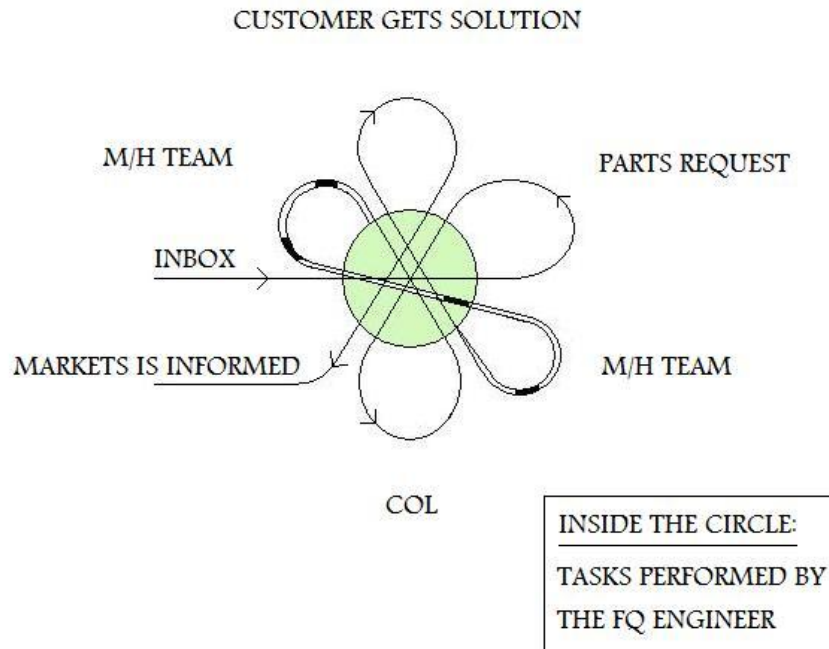 CUSTOMER GETS SOLUTION
M/H TEAM
PARTS REQUEST
INBOX
MARKETS IS INFORMED
M/H TEAM
COL
INSIDE THE CIRCLE:
TASKS PERFORMED BY
THE FQ ENGINEER